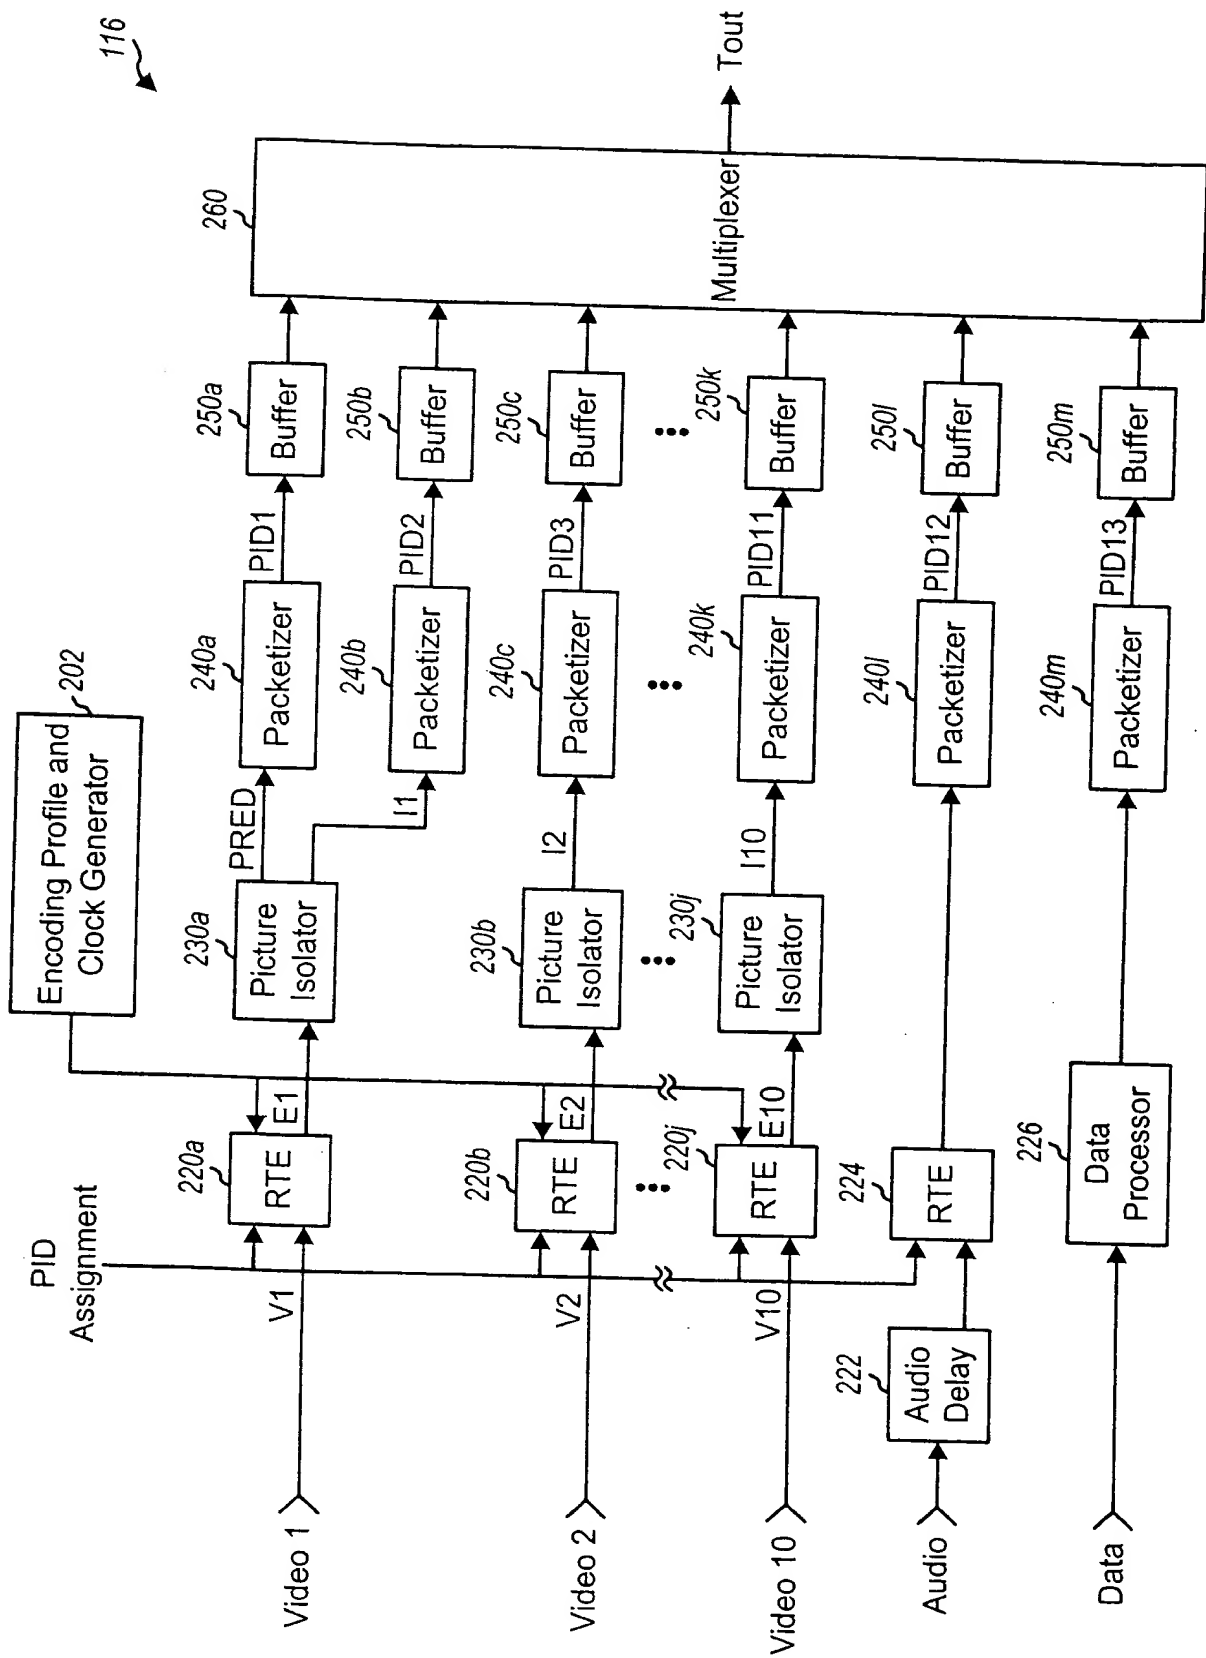 116
Encoding Profile and
Clock Generator
202
PID
Assignment
Video 1
V1
220a
RTE
E1
230a
Picture
Isolator
PRED
I1
240a
Packetizer
PID1
250a
Buffer
240b
Packetizer
PID2
250b
Buffer
260
Multiplexer
Tout
Video 2
V2
220b
RTE
E2
230b
Picture
Isolator
I2
240c
Packetizer
PID3
250c
Buffer
Video 10
V10
220j
RTE
E10
230j
Picture
Isolator
I10
240k
Packetizer
PID11
250k
Buffer
Audio
222
Audio
Delay
224
RTE
240l
Packetizer
PID12
250l
Buffer
Data
226
Data
Processor
240m
Packetizer
PID13
250m
Buffer